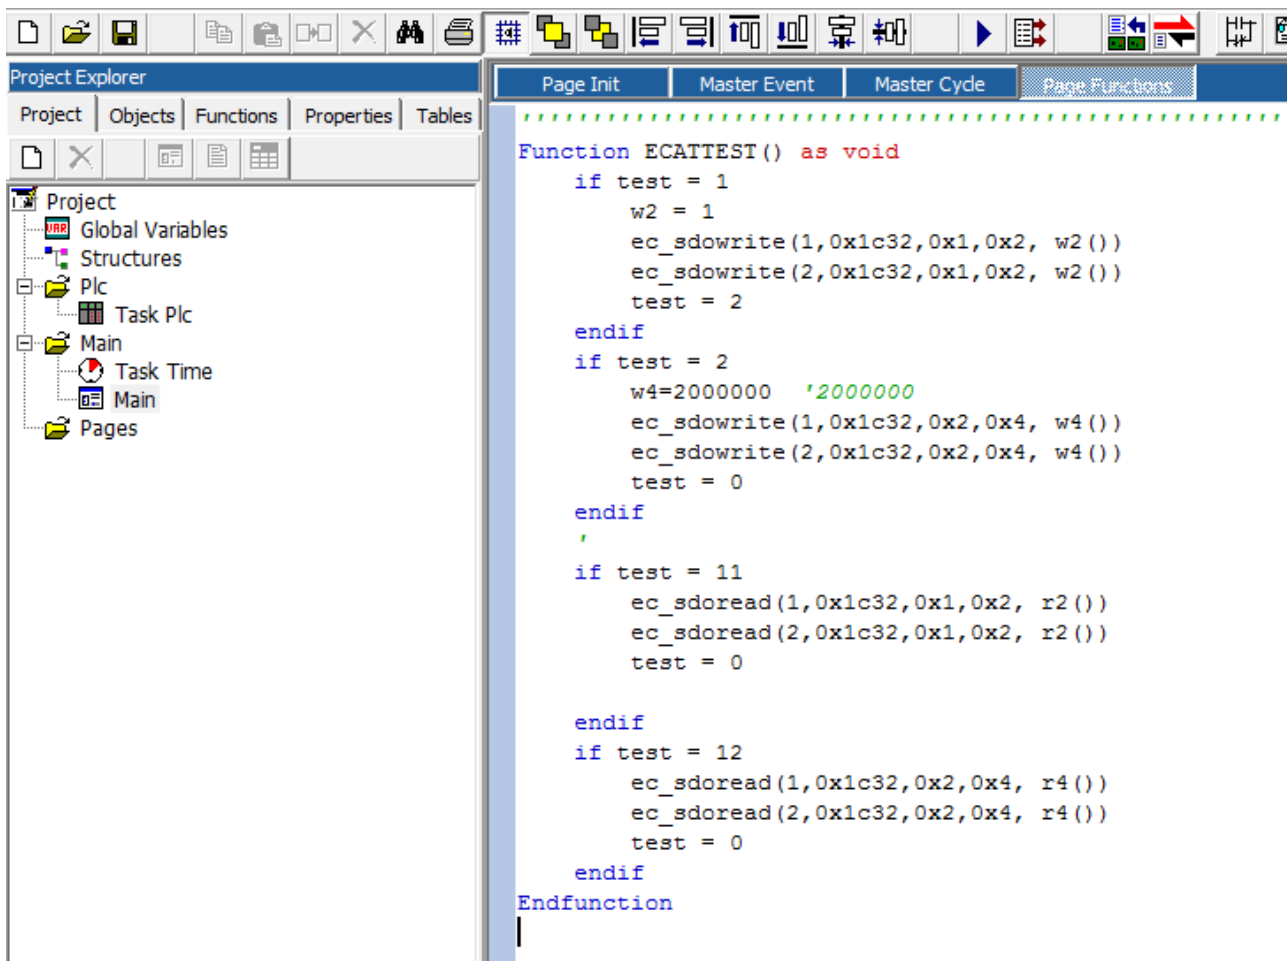 Project Explorer
Project Objects Functions Properties Tables
Project
Global Variables
Structures
Plc
Task Plc
Main
Task Time
Main
Pages
Page Init Master Event Master Cycle Page Functions
''''''''''''''''''''''''''''''''''''''''''''''''''''''
Function ECATTEST() as void
if test = 1
w2 = 1
ec_sdowrite(1,0x1c32,0x1,0x2, w2())
ec_sdowrite(2,0x1c32,0x1,0x2, w2())
test = 2
endif
if test = 2
w4=2000000 '2000000
ec_sdowrite(1,0x1c32,0x2,0x4, w4())
ec_sdowrite(2,0x1c32,0x2,0x4, w4())
test = 0
endif
'
if test = 11
ec_sdoread(1,0x1c32,0x1,0x2, r2())
ec_sdoread(2,0x1c32,0x1,0x2, r2())
test = 0
endif
if test = 12
ec_sdoread(1,0x1c32,0x2,0x4, r4())
ec_sdoread(2,0x1c32,0x2,0x4, r4())
test = 0
endif
Endfunction